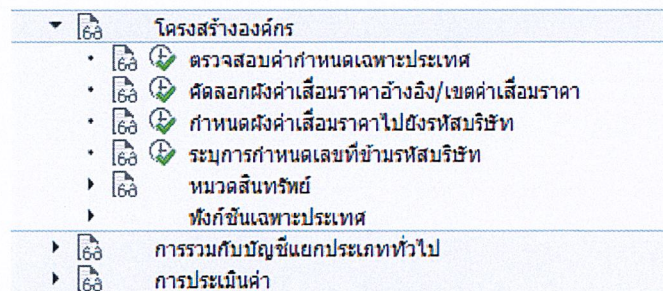 โครงสร้างองค์กร
ตรวจสอบค่ากำหนดเฉพาะประเทศ
คัดลอกผังค่าเสื่อมราคาอ้างอิง/เขตค่าเสื่อมราคา
กำหนดผังค่าเสื่อมราคาไปยังรหัสบริษัท
ระบุการกำหนดเลขที่ข้ามรหัสบริษัท
หมวดสินทรัพย์
ฟังก์ชันเฉพาะประเทศ
การรวมกับบัญชีแยกประเภททั่วไป
การประเมินค่า